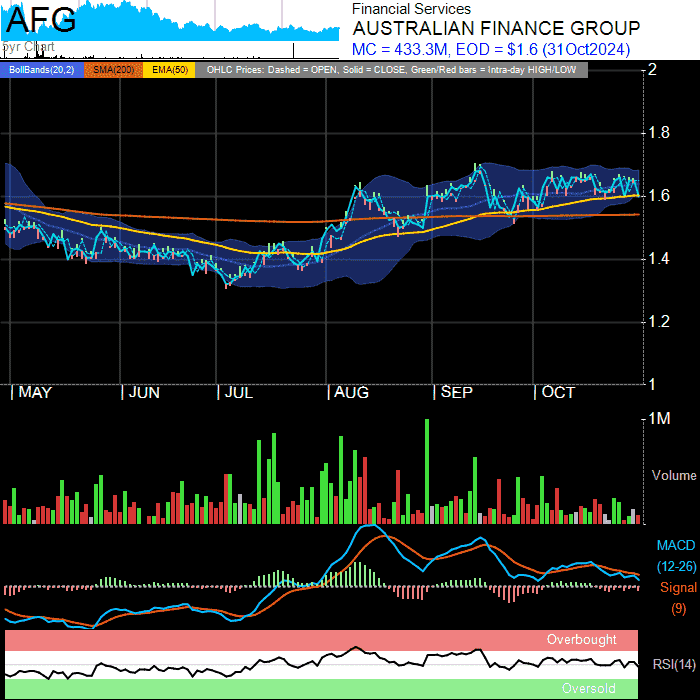 AFG
5yr Chart
Financial Services
AUSTRALIAN FINANCE GROUP
MC = 433.3M, EOD = $1.6 (31Oct2024)
BollBands(20,2) SMA(200) EMA(50) OHLC Prices: Dashed = OPEN, Solid = CLOSE, Green/Red bars = Intra-day HIGH/LOW
2
1.8
1.6
1.4
1.2
1
MAY JUN JUL AUG SEP OCT
1M
Volume
MACD
(12-26)
Signal
(9)
Overbought
RSI(14)
Oversold